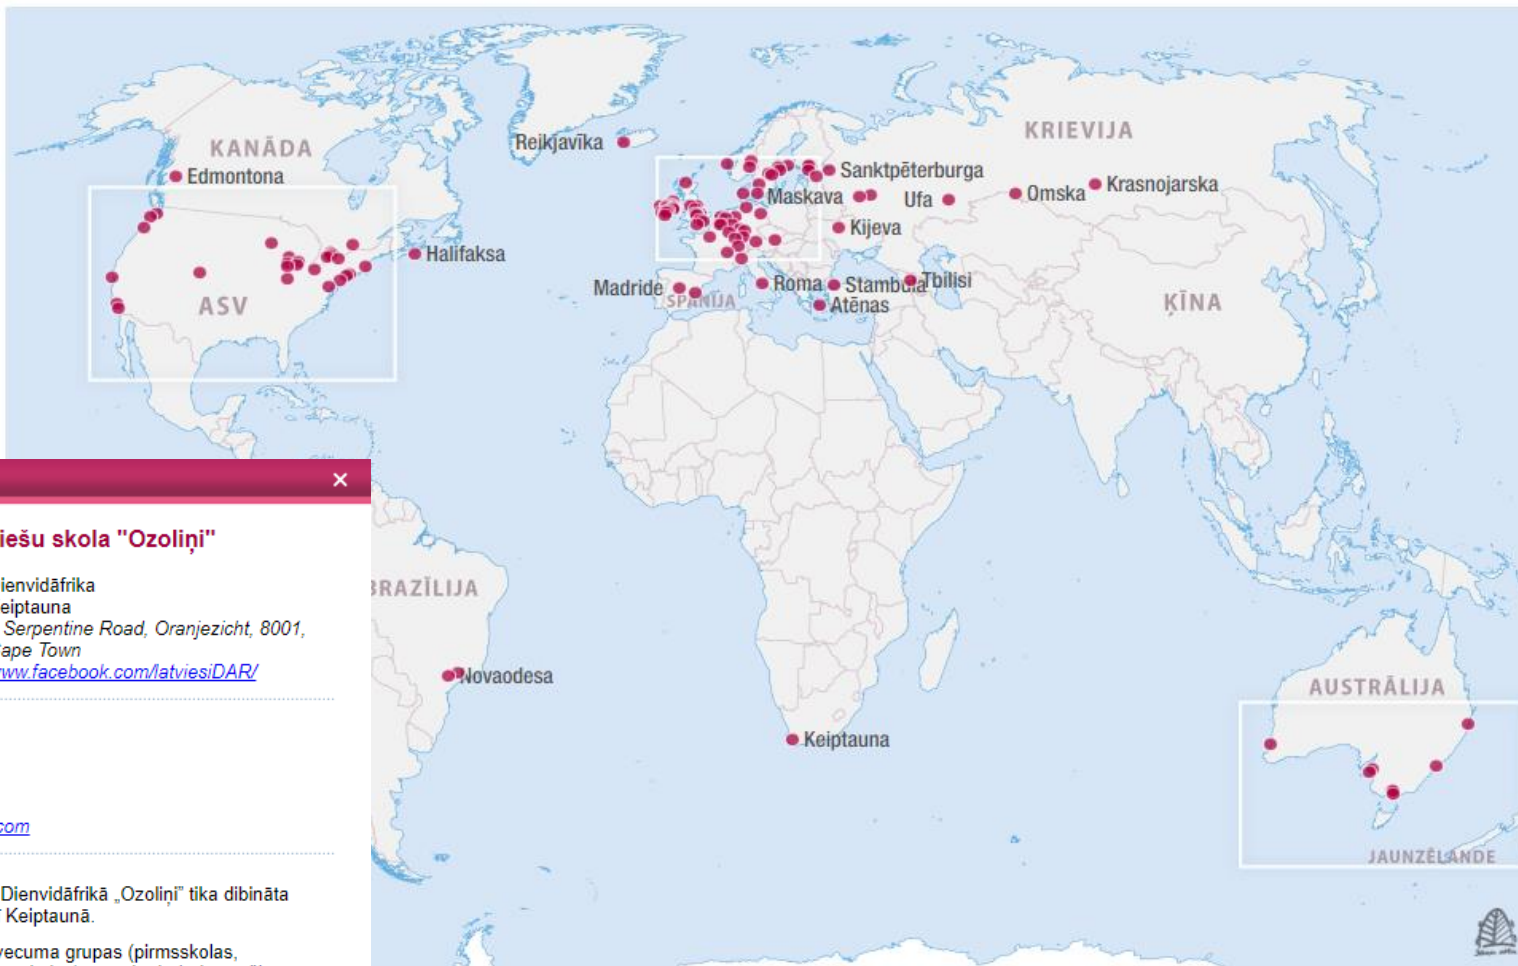 KANĀDA
Edmontona
Reikjavīka
KRIEVIJA
Sanktpēterburga
Maskava
Ufa
Omska
Krasnojarska
Kijeva
Halifaksa
ASV
Madride
SPĀNIJA
Roma
Stambula
Tbilisi
Atēnas
ĶĪNA
iešu skola "Ozoliņi"
ienvidāfrika
eiptauna
Serpentine Road, Oranjezicht, 8001,
ape Town
www.facebook.com/latviesiDAR/
com
Dienvidāfrikā „Ozoliņi” tika dibināta
Keiptaunā.
vecuma grupas (pirmsskolas,
BRAZĪLIJA
Novaodesa
Keiptauna
AUSTRĀLIJA
JAUNZĒLANDE